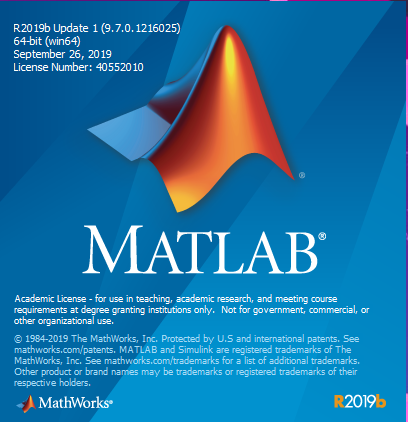 R2019b Update 1 (9.7.0.1216025)
64-bit (win64)
September 26, 2019
License Number: 40552010
®
MATLAB®
Academic License - for use in teaching, academic research, and meeting course
requirements at degree granting institutions only.  Not for government, commercial, or
other organizational use.
© 1984-2019 The MathWorks, Inc. Protected by U.S and international patents. See
mathworks.com/patents. MATLAB and Simulink are registered trademarks of The
MathWorks, Inc. See mathworks.com/trademarks for a list of additional trademarks.
Other product or brand names may be trademarks or registered trademarks of their
respective holders.
MathWorks® R2019b